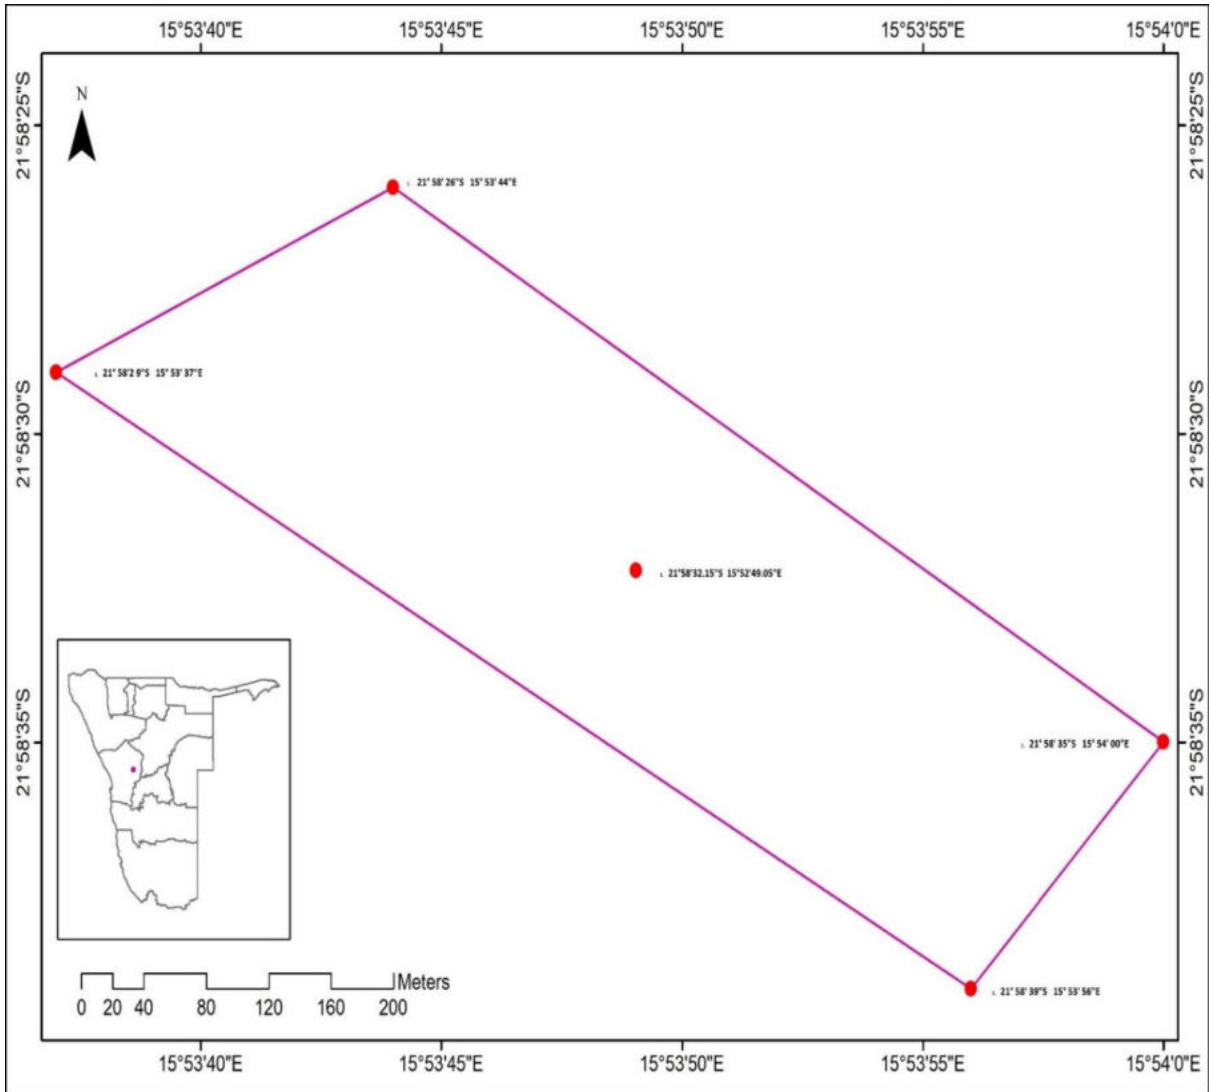 15°53'40"E 15°53'45"E 15°53'50"E 15°53'55"E 15°54'0"E
N
21°58'25"S 21°58'25"S
21° 58' 26"S 15° 53' 44"E
21° 58'2 9"S 15° 53' 37"E
21°58'30"S 21°58'30"S
21°58'32.15"S 15°52'49.05"E
21°58'35"S 21°58'35"S
21° 58' 35"S 15° 54' 00"E
21° 58' 39"S 15° 53' 56"E
Meters
0 20 40 80 120 160 200
15°53'40"E 15°53'45"E 15°53'50"E 15°53'55"E 15°54'0"E